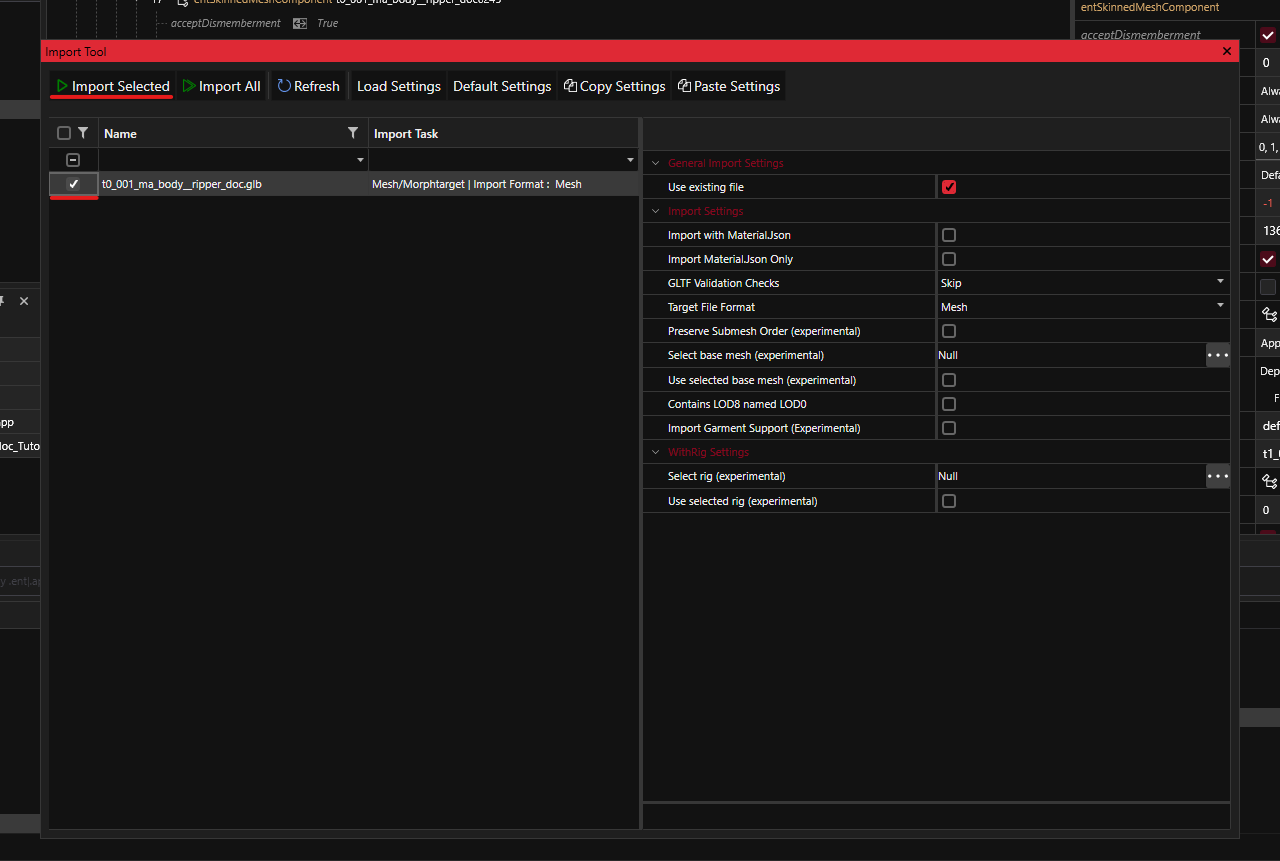 entSkinnedMeshComponent t0_001_ma_body__ripper_doc6243
entSkinnedMeshComponent
acceptDismemberment True
acceptDismemberment
Import Tool
Import Selected Import All Refresh Load Settings Default Settings Copy Settings Paste Settings
Name Import Task
t0_001_ma_body__ripper_doc.glb Mesh/Morphtarget | Import Format : Mesh
General Import Settings
Use existing file
Import Settings
Import with Material.Json
Import Material.Json Only
GLTF Validation Checks Skip
Target File Format Mesh
Preserve Submesh Order (experimental)
Select base mesh (experimental) Null
Use selected base mesh (experimental)
Contains LOD8 named LOD0
Import Garment Support (Experimental)
WithRig Settings
Select rig (experimental) Null
Use selected rig (experimental)
0
Alwa
Alwa
0, 1,
Defa
-1
136
App
Dep
F
def
t1_0
0
pp
loc_Tuto
y .ent|.ap